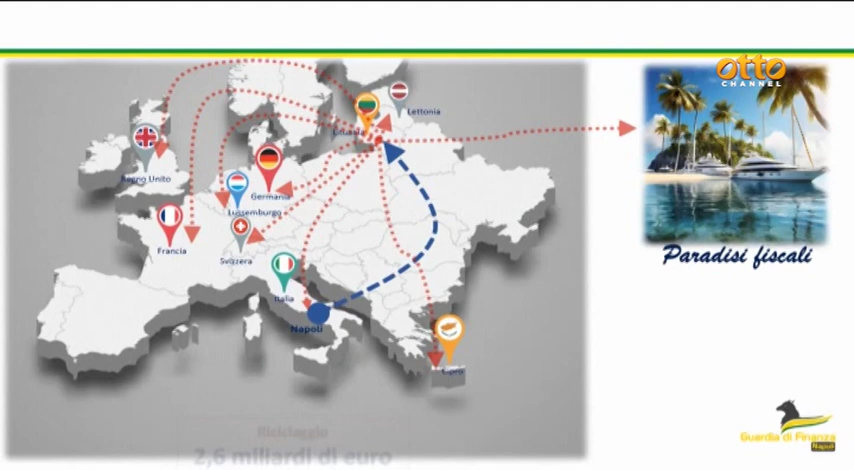 otto
CHANNEL
Lettonia
Lituania
Regno Unito
Germania
Lussemburgo
Francia
Svizzera
Italia
Napoli
Cipro
Paradisi fiscali
Riciclaggio
2,6 miliardi di euro
Guardia di Finanza
Napoli